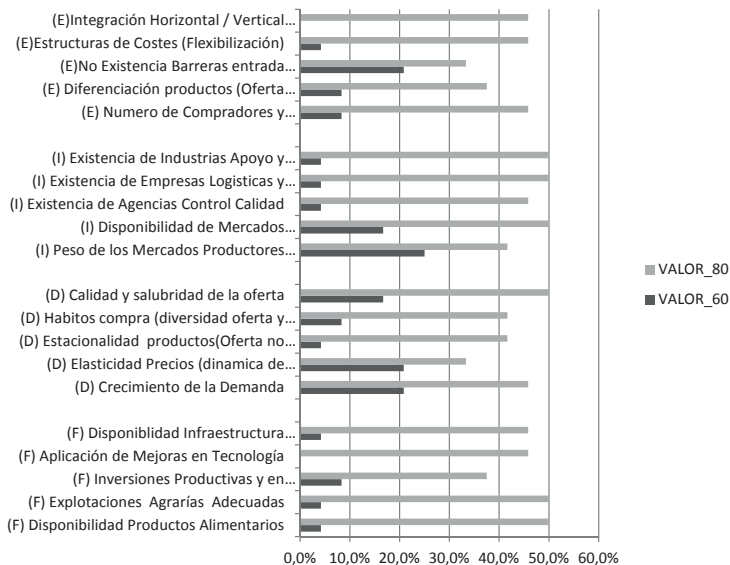 (E)Integración Horizontal / Vertical...
(E)Estructuras de Costes (Flexibilización)
(E)No Existencia Barreras entrada...
(E) Diferenciación productos (Oferta...
(E) Numero de Compradores y...
(I) Existencia de Industrias Apoyo y...
(I) Existencia de Empresas Logisticas y...
(I) Existencia de Agencias Control Calidad
(I) Disponibilidad de Mercados...
(I) Peso de los Mercados Productores...
(D) Calidad y salubridad de la oferta
(D) Habitos compra (diversidad oferta y...
(D) Estacionalidad productos(Oferta no...
(D) Elasticidad Precios (dinamica de...
(D) Crecimiento de la Demanda
(F) Disponiblidad Infraestructura...
(F) Aplicación de Mejoras en Tecnología
(F) Inversiones Productivas y en...
(F) Explotaciones Agrarías Adecuadas
(F) Disponibilidad Productos Alimentarios
0,0% 10,0% 20,0% 30,0% 40,0% 50,0% 60,0%
VALOR_80
VALOR_60